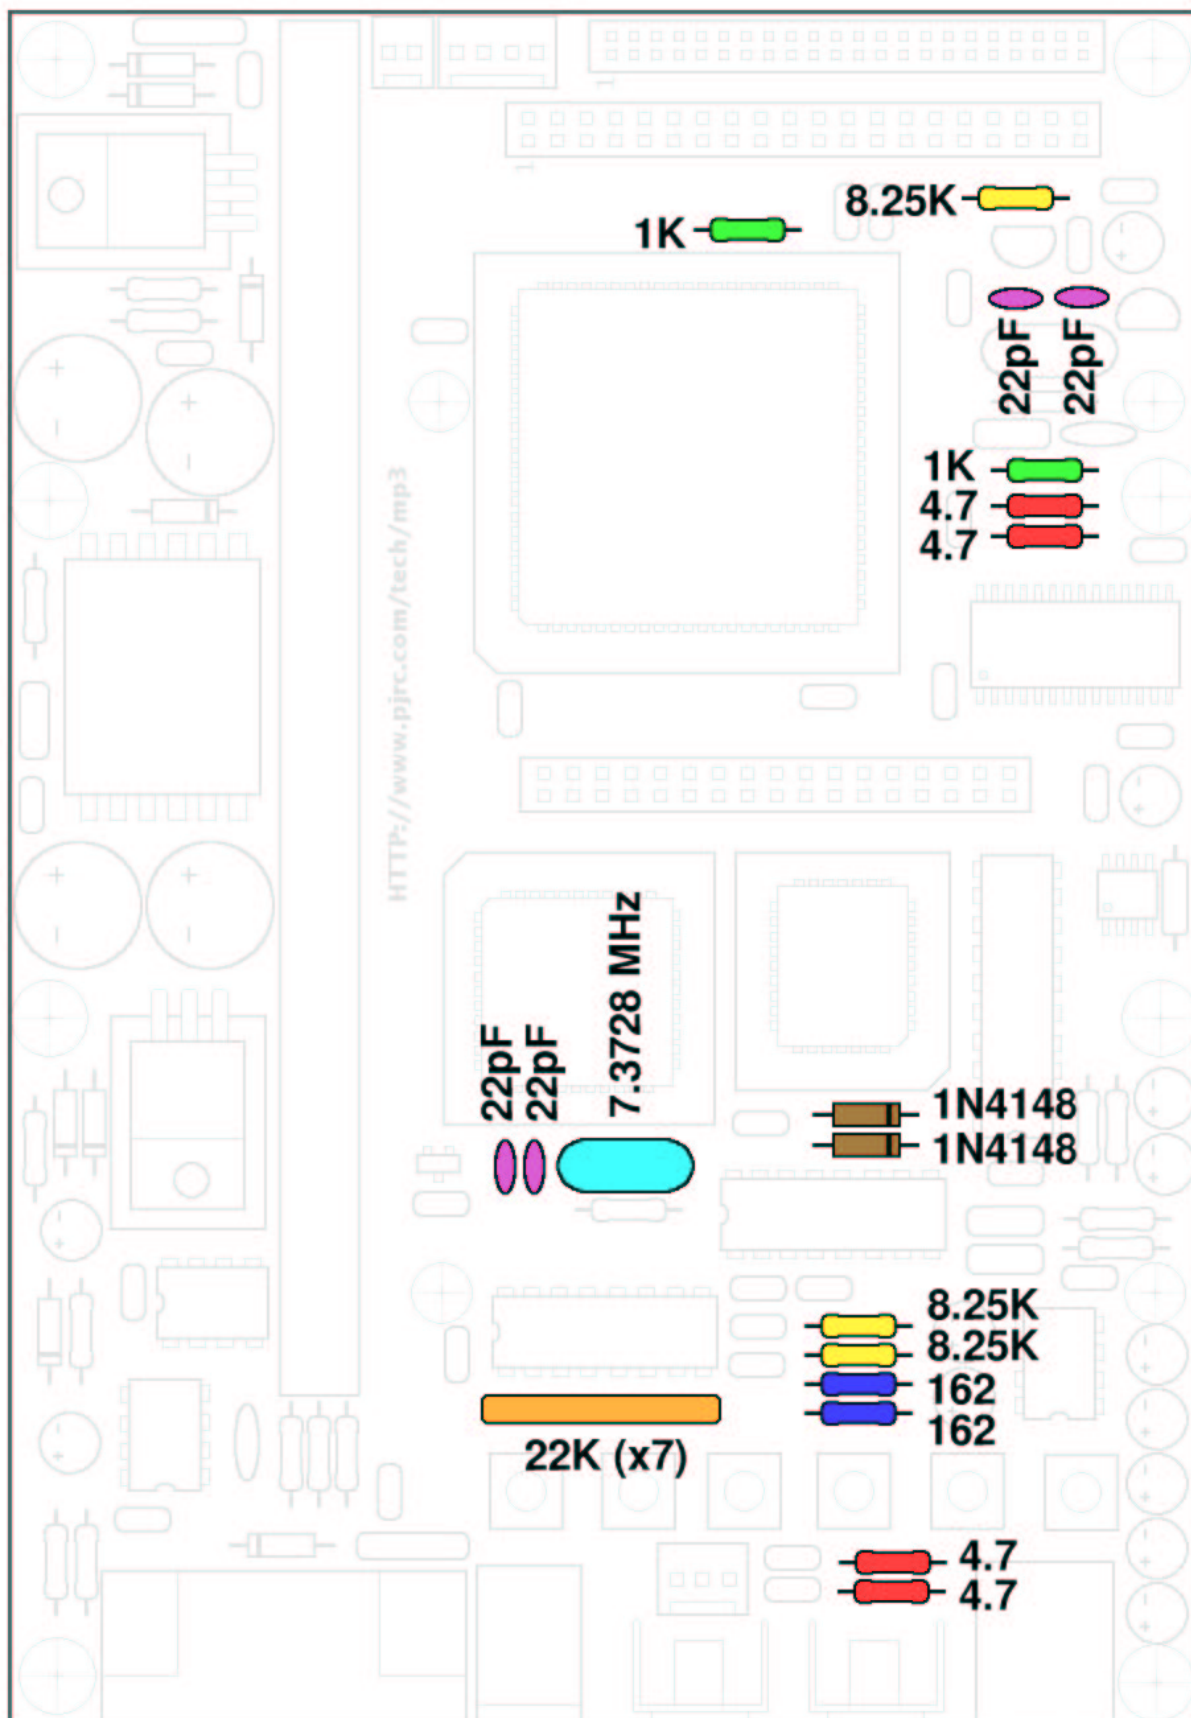 8.25K
1K
22pF
22pF
1K
4.7
4.7
HTTP://www.pjrc.com/tech/mp3
22pF
22pF
7.3728 MHz
1N4148
1N4148
8.25K
8.25K
162
162
22K (x7)
4.7
4.7